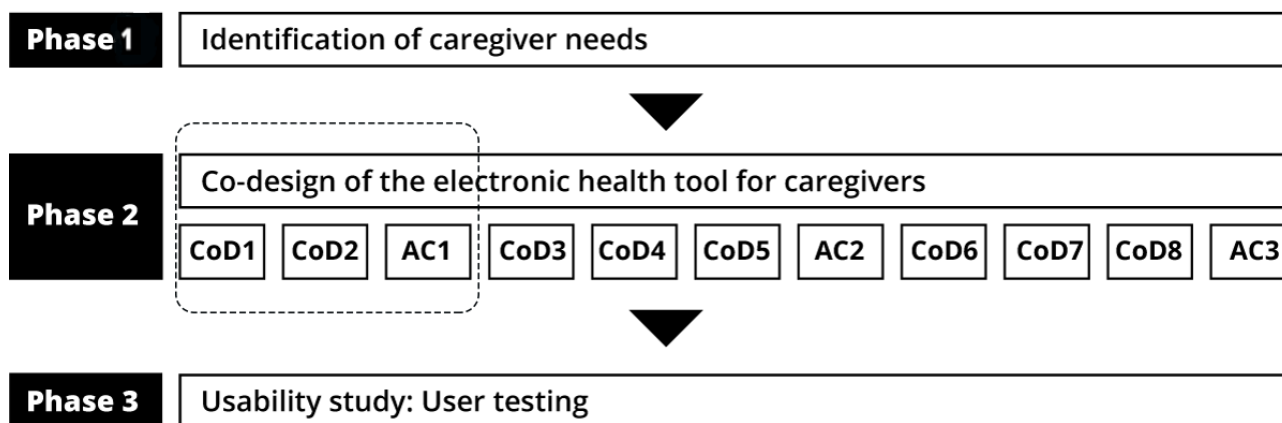 Phase 1
Identification of caregiver needs
Phase 2
Co-design of the electronic health tool for caregivers
CoD1 CoD2 AC1 CoD3 CoD4 CoD5 AC2 CoD6 CoD7 CoD8 AC3
Phase 3
Usability study: User testing